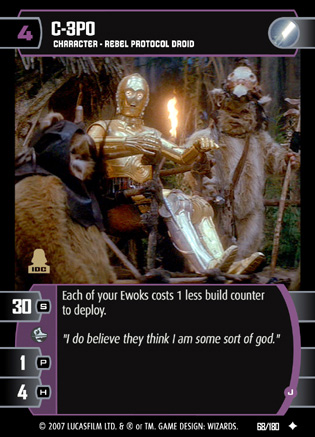 4 C-3PO
CHARACTER • REBEL PROTOCOL DROID
IDC
30 S
Each of your Ewoks costs 1 less build counter
to deploy.
"I do believe they think I am some sort of god."
1 P
4 H
J
© 2007 LUCASFILM LTD. & ® or TM. GAME DESIGN: WIZARDS. 68/180